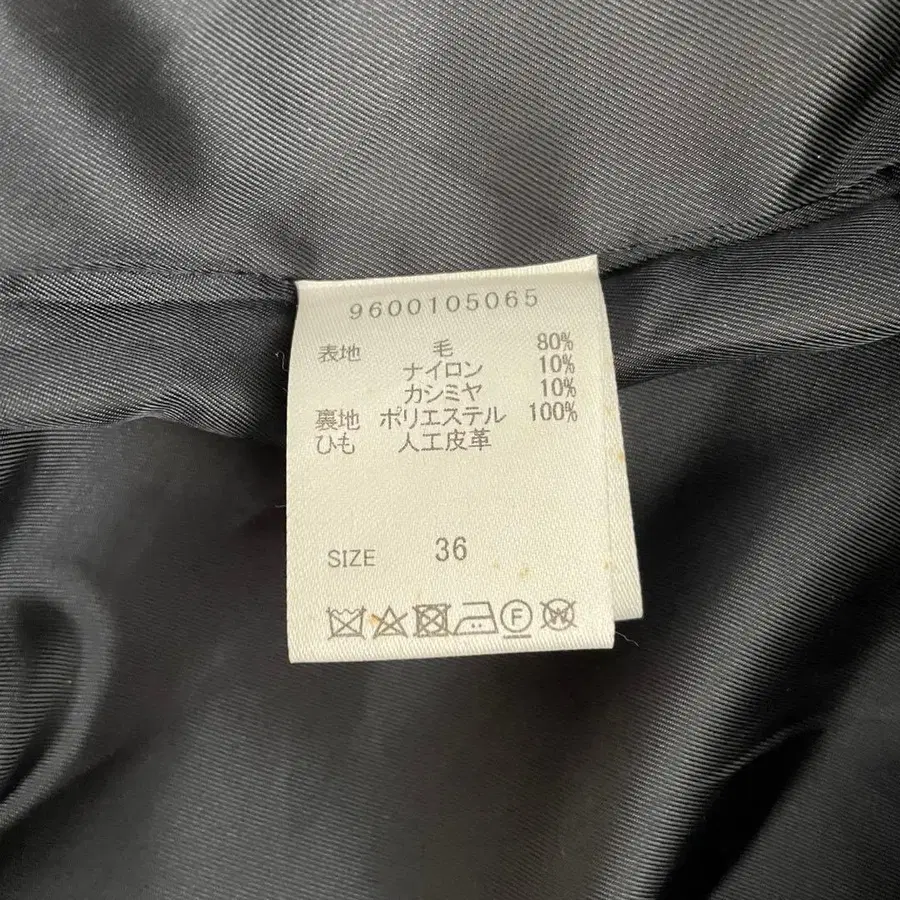 9600105065
表地 毛 80%
ナイロン 10%
カシミヤ 10%
裏地 ポリエステル 100%
ひも 人工皮革
SIZE 36
F W